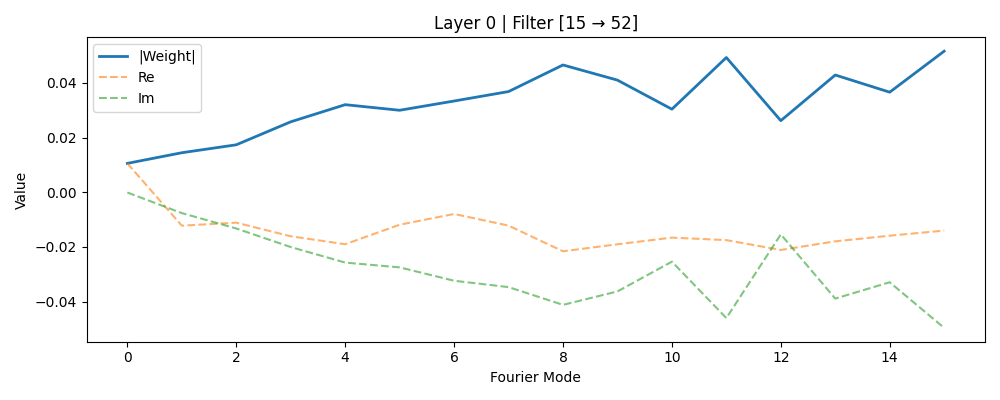 Layer 0 | Filter [15 → 52]
|Weight|
Re
Im
0.04
0.02
0.00
−0.02
−0.04
Value
0 2 4 6 8 10 12 14
Fourier Mode